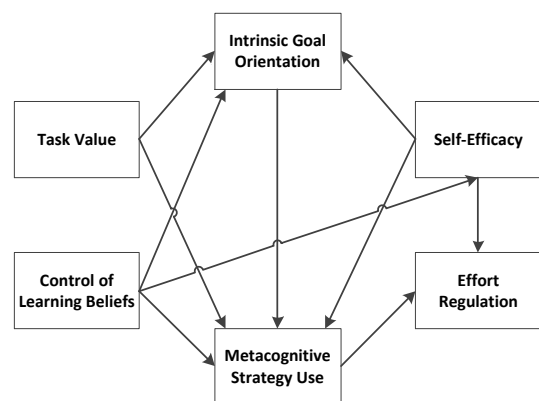 Intrinsic Goal
Orientation
Task Value
Self-Efficacy
Control of
Learning Beliefs
Effort
Regulation
Metacognitive
Strategy Use